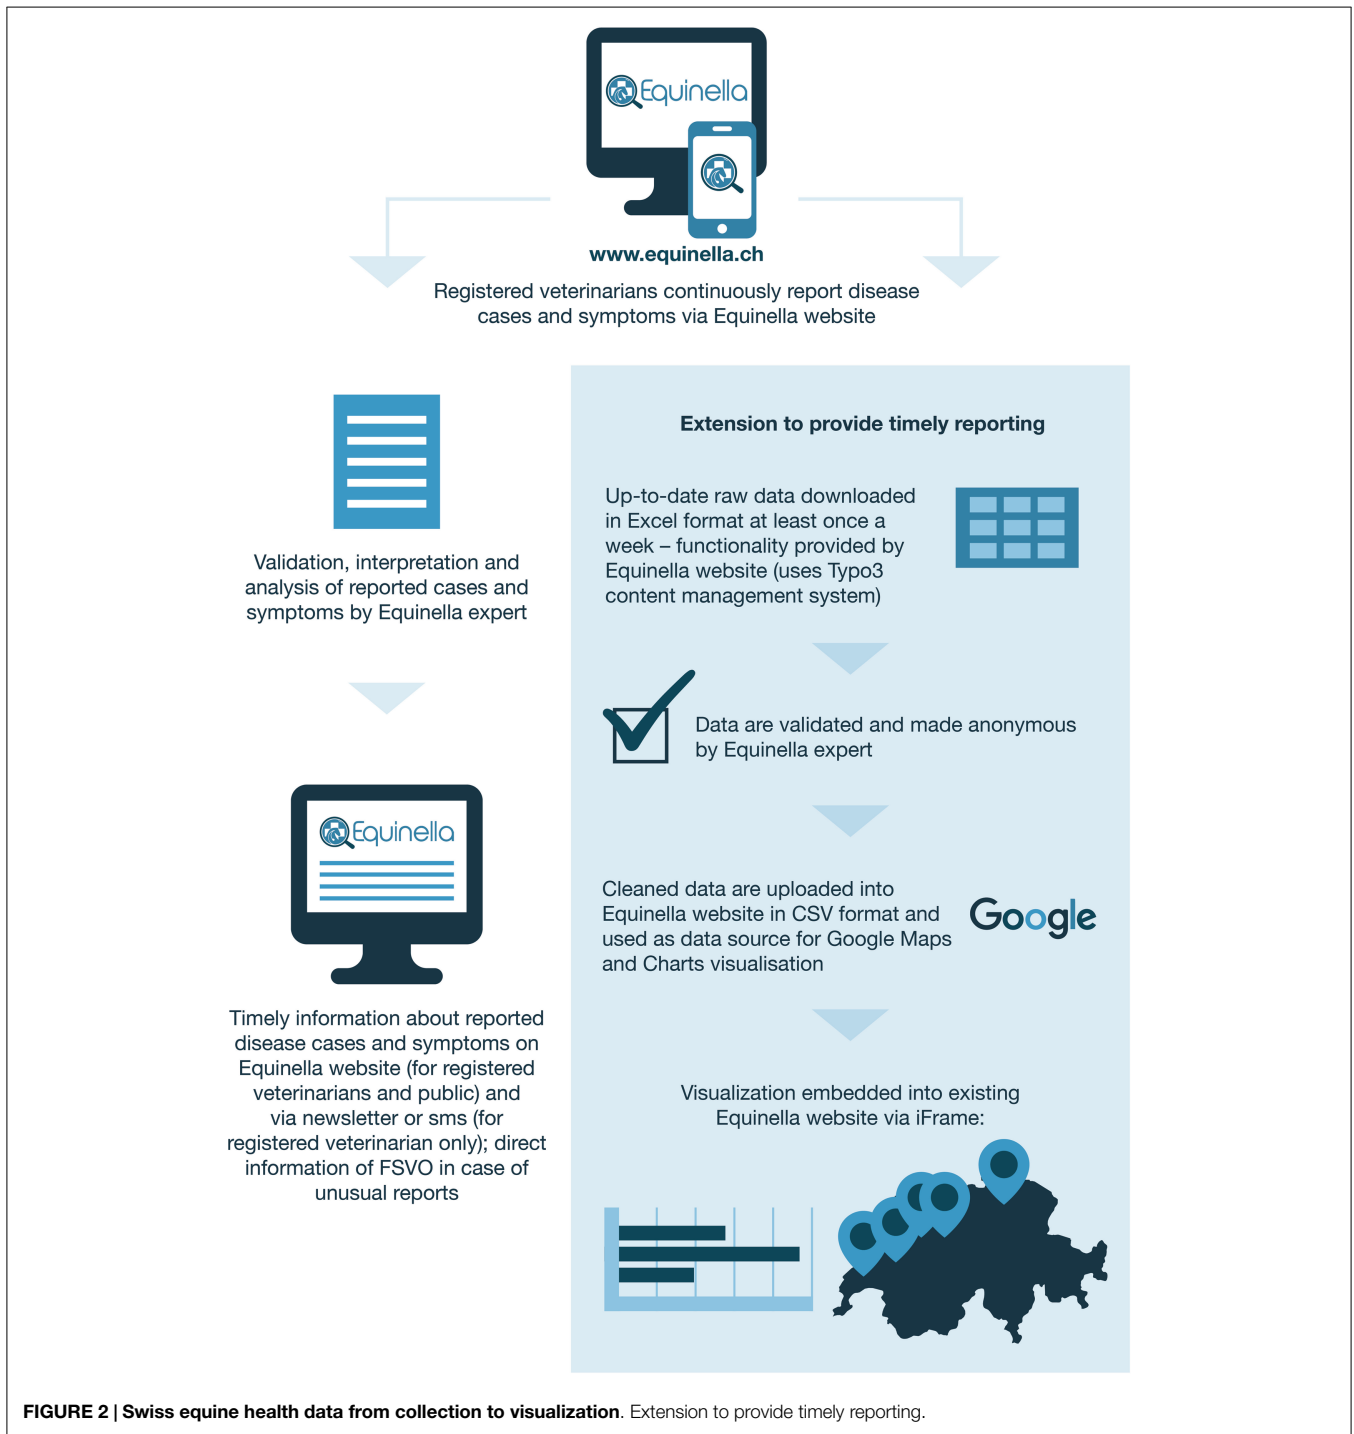 Equinella
www.equinella.ch
Registered veterinarians continuously report disease
cases and symptoms via Equinella website
Validation, interpretation and
analysis of reported cases and
symptoms by Equinella expert
Equinella
Timely information about reported
disease cases and symptoms on
Equinella website (for registered
veterinarians and public) and
via newsletter or sms (for
registered veterinarian only); direct
information of FSVO in case of
unusual reports
Extension to provide timely reporting
Up-to-date raw data downloaded
in Excel format at least once a
week – functionality provided by
Equinella website (uses Typo3
content management system)
Data are validated and made anonymous
by Equinella expert
Cleaned data are uploaded into
Equinella website in CSV format and
used as data source for Google Maps
and Charts visualisation
Google
Visualization embedded into existing
Equinella website via iFrame:
FIGURE 2 | Swiss equine health data from collection to visualization. Extension to provide timely reporting.